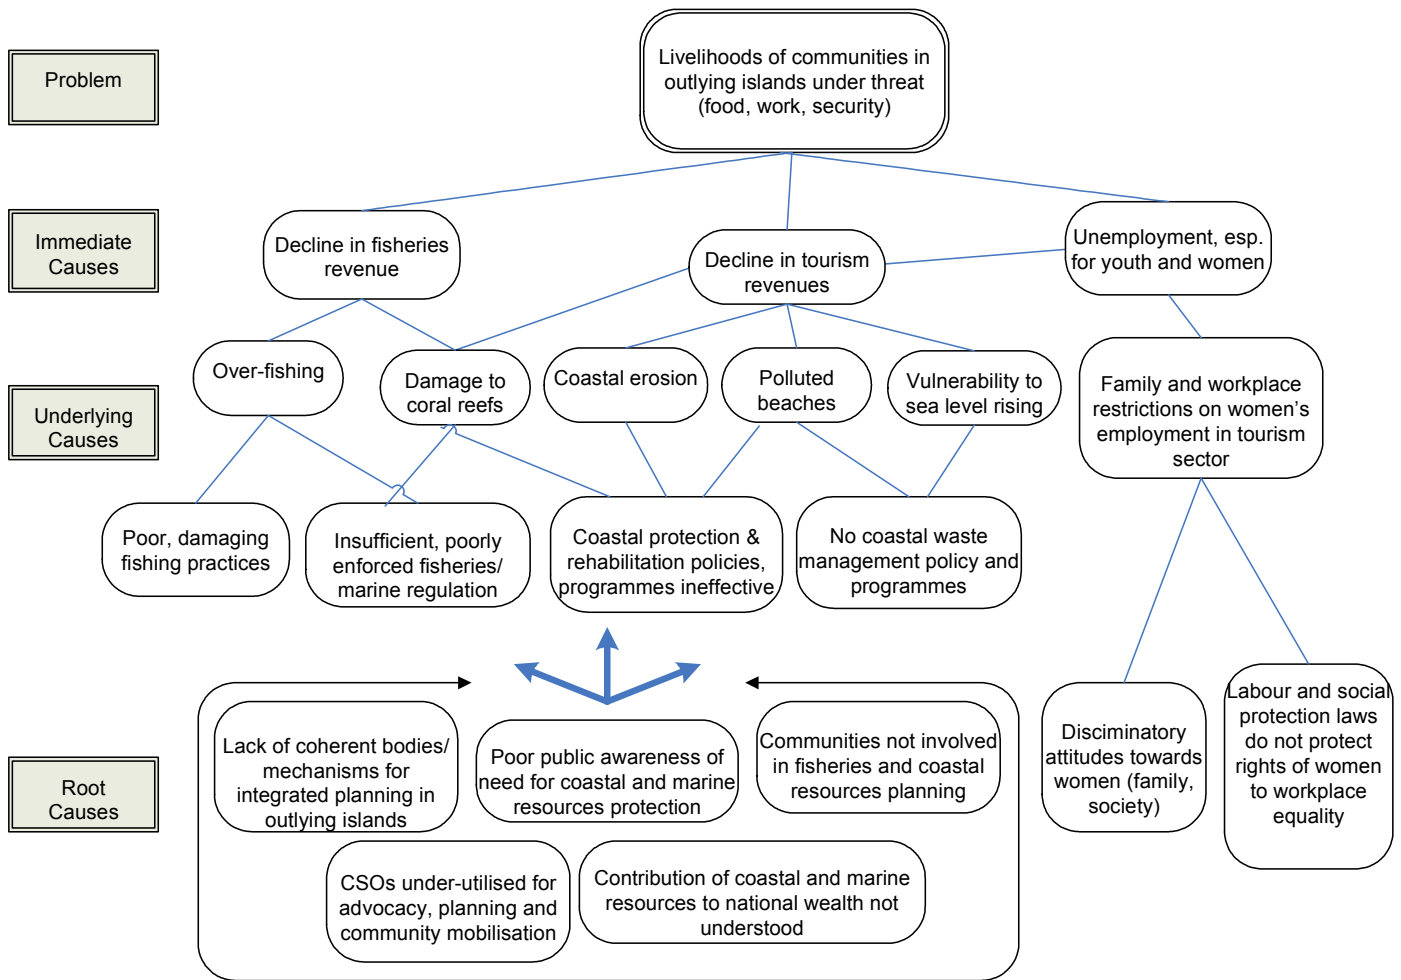 Problem
Livelihoods of communities in
outlying islands under threat
(food, work, security)
Immediate
Causes
Decline in fisheries
revenue
Decline in tourism
revenues
Unemployment, esp.
for youth and women
Underlying
Causes
Over-fishing
Damage to
coral reefs
Coastal erosion
Polluted
beaches
Vulnerability to
sea level rising
Family and workplace
restrictions on women’s
employment in tourism
sector
Poor, damaging
fishing practices
Insufficient, poorly
enforced fisheries/
marine regulation
Coastal protection &
rehabilitation policies,
programmes ineffective
No coastal waste
management policy and
programmes
Root
Causes
Lack of coherent bodies/
mechanisms for
integrated planning in
outlying islands
Poor public awareness of
need for coastal and marine
resources protection
Communities not involved
in fisheries and coastal
resources planning
Disciminatory
attitudes towards
women (family,
society)
Labour and social
protection laws
do not protect
rights of women
to workplace
equality
CSOs under-utilised for
advocacy, planning and
community mobilisation
Contribution of coastal and marine
resources to national wealth not
understood